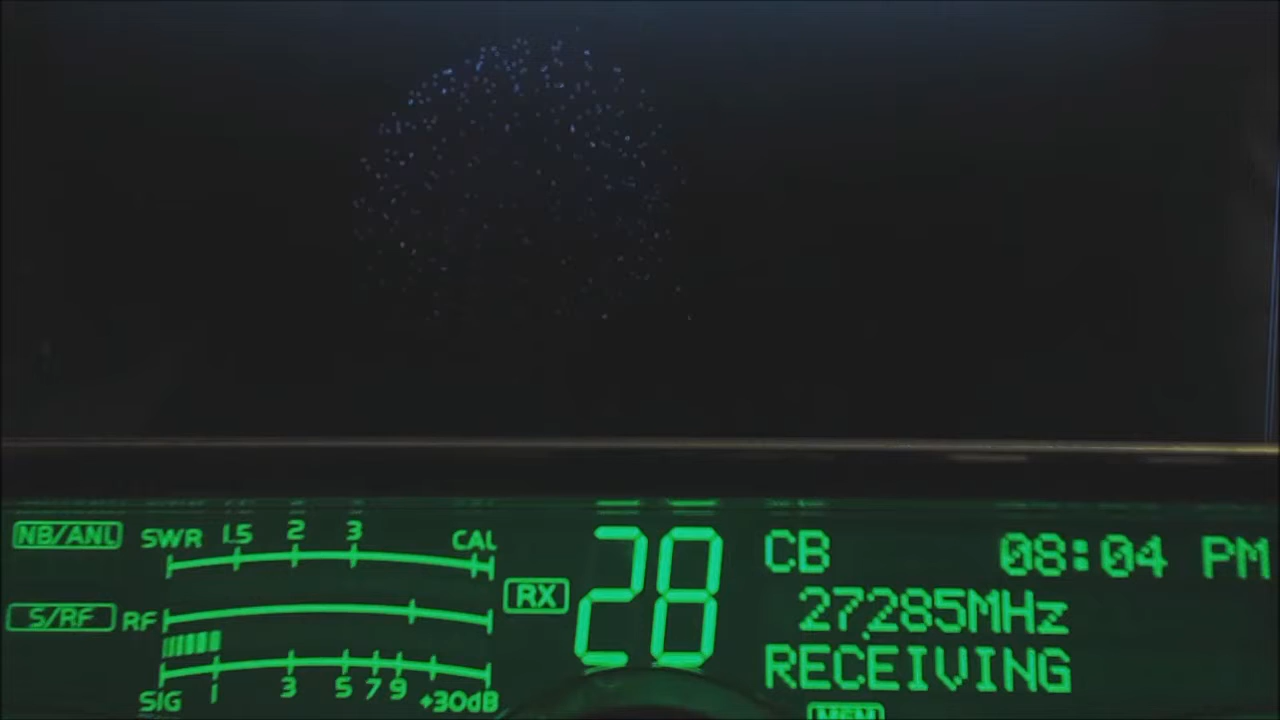 NB/ANL SWR 1.5 2 3 CAL
S/RF RF
SIG 1 3 5 7 9 +30dB
RX 28
CB 08:04 PM
27.285MHz
RECEIVING
MEM